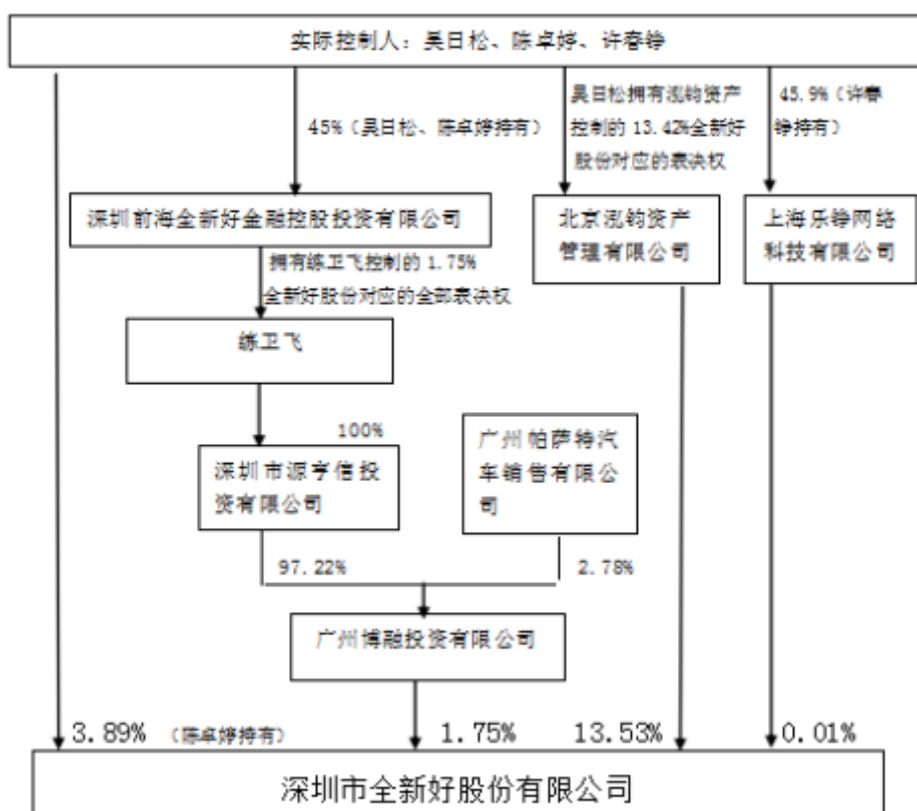 实际控制人：吴日松、陈卓婷、许春铮
45%（吴日松、陈卓婷持有）
吴日松拥有泓钧资产
控制的 13.42%全新好
股份对应的表决权
45.9%（许春
铮持有）
深圳前海全新好金融控股投资有限公司
北京泓钧资产
管理有限公司
上海乐铮网络
科技有限公司
拥有练卫飞控制的 1.75%
全新好股份对应的全部表决权
练卫飞
100%
深圳市源亨信投
资有限公司
广州帕萨特汽
车销售有限公
司
97.22%
2.78%
广州博融投资有限公司
3.89%
（陈卓婷持有）
1.75%
13.53%
0.01%
深圳市全新好股份有限公司